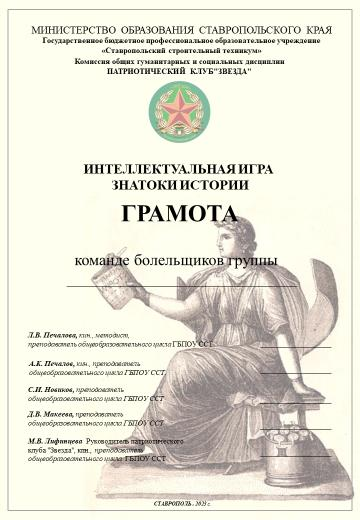 МИНИСТЕРСТВО ОБРАЗОВАНИЯ СТАВРОПОЛЬСКОГО КРАЯ
Государственное бюджетное профессиональное образовательное учреждение
«Ставропольский строительный техникум»
Комиссия общих гуманитарных и социальных дисциплин
ПАТРИОТИЧЕСКИЙ КЛУБ"ЗВЕЗДА"
ИНТЕЛЛЕКТУАЛЬНАЯ ИГРА
ЗНАТОКИ ИСТОРИИ
ГРАМОТА
команде болельщиков группы
Л.В. Печалова, кин., методист,
преподаватель общеобразовательного цикла ГБПОУ ССТ
А.К. Печалов, кин., преподаватель
общеобразовательного цикла ГБПОУ ССТ
С.И. Новиков, преподаватель
общеобразовательного цикла ГБПОУ ССТ
Д.В. Макеева, преподаватель
общеобразовательного цикла ГБПОУ ССТ
М.В. Лифинцева Руководитель патриотического
клуба "Звезда", кин., преподаватель
общеобразовательного цикла ГБПОУ ССТ
СТАВРОПОЛЬ . 2023 г.